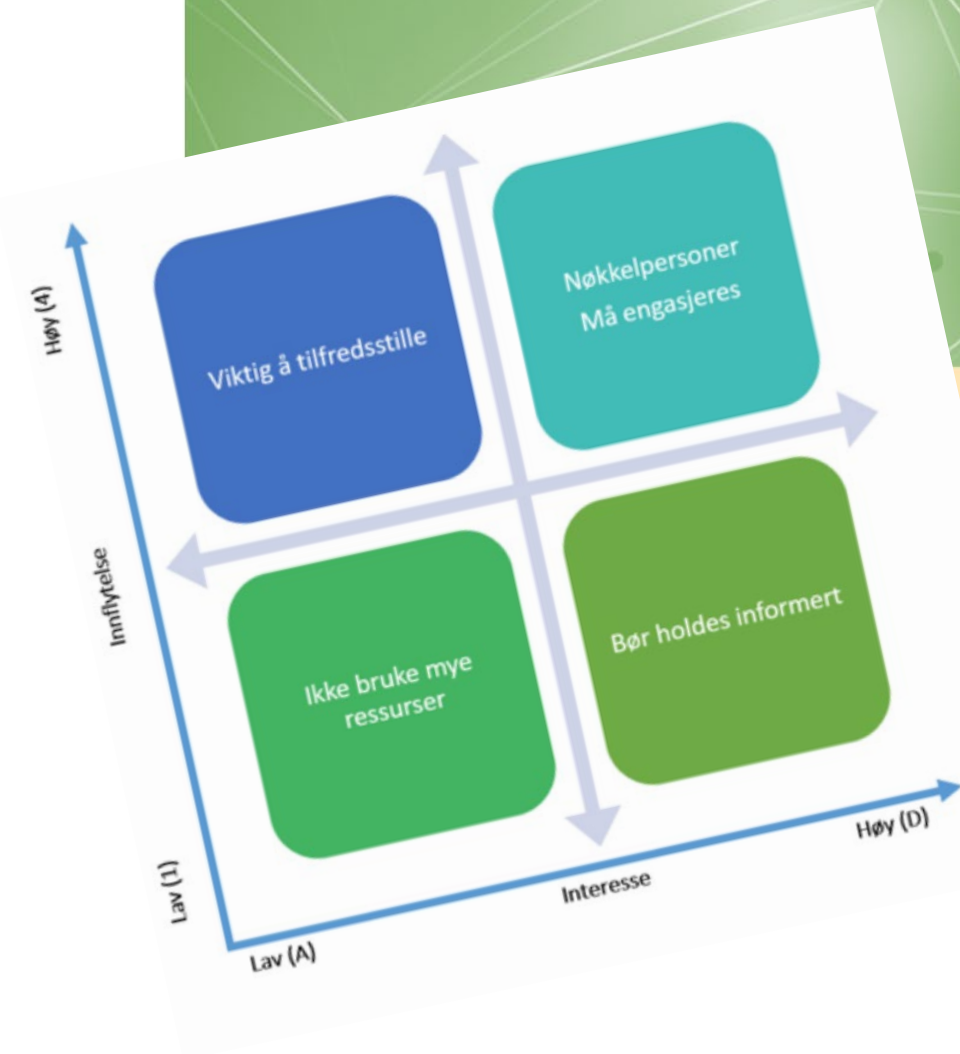 Høy (4)
Innflytelse
Lav (1)
Viktig å tilfredsstille
Nøkkelpersoner
Må engasjeres
Ikke bruke mye
ressurser
Bør holdes informert
Lav (A)
Interesse
Høy (D)